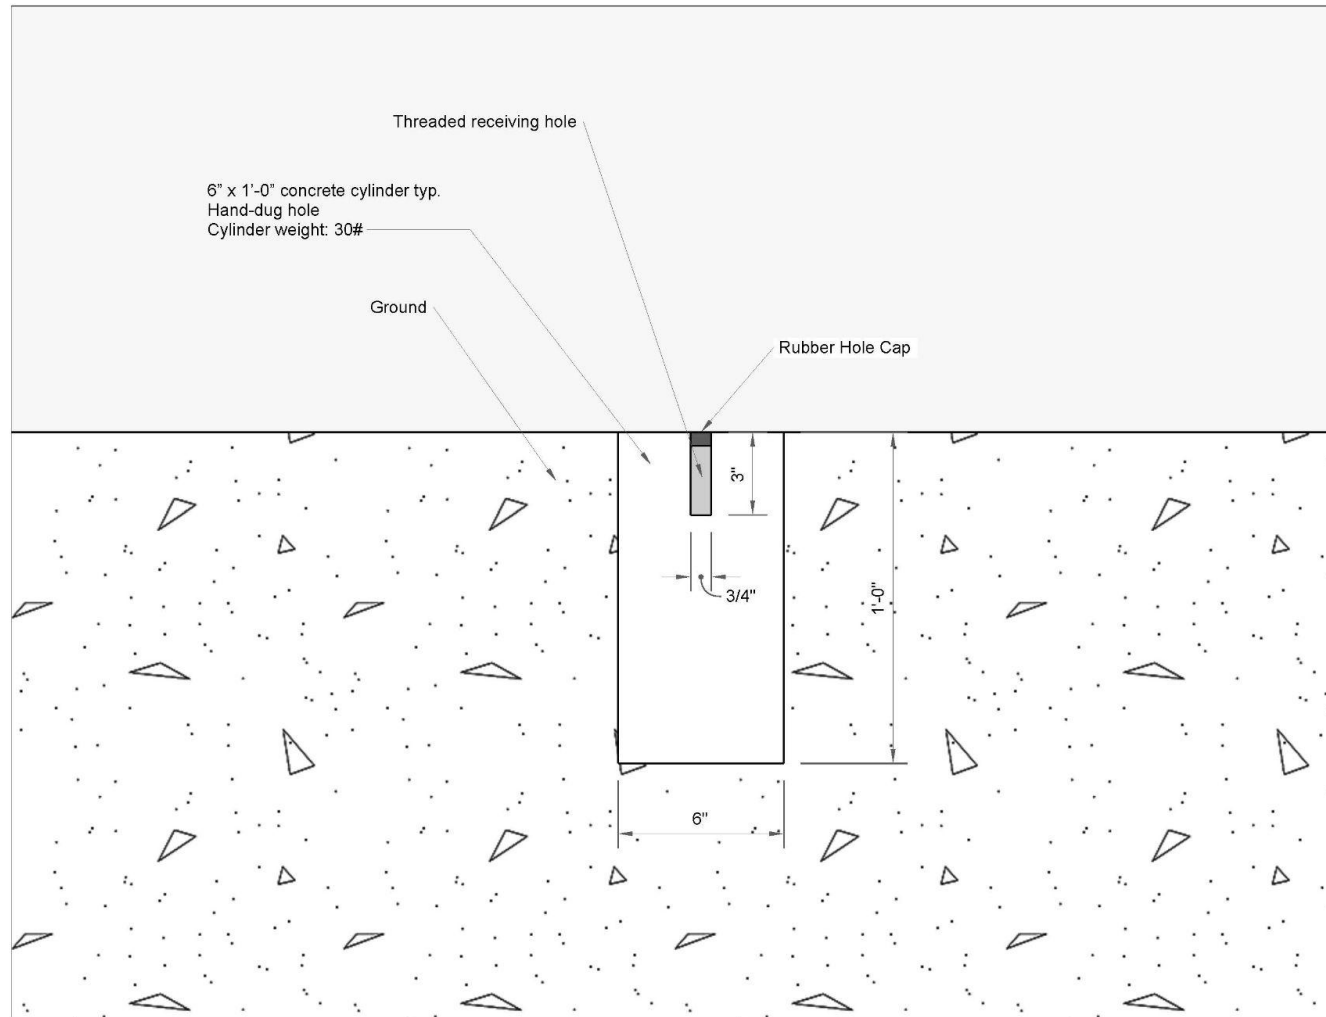 Threaded receiving hole
6” x 1’-0” concrete cylinder typ.
Hand-dug hole
Cylinder weight: 30#
Ground
Rubber Hole Cap
3"
3/4"
1'-0"
6"